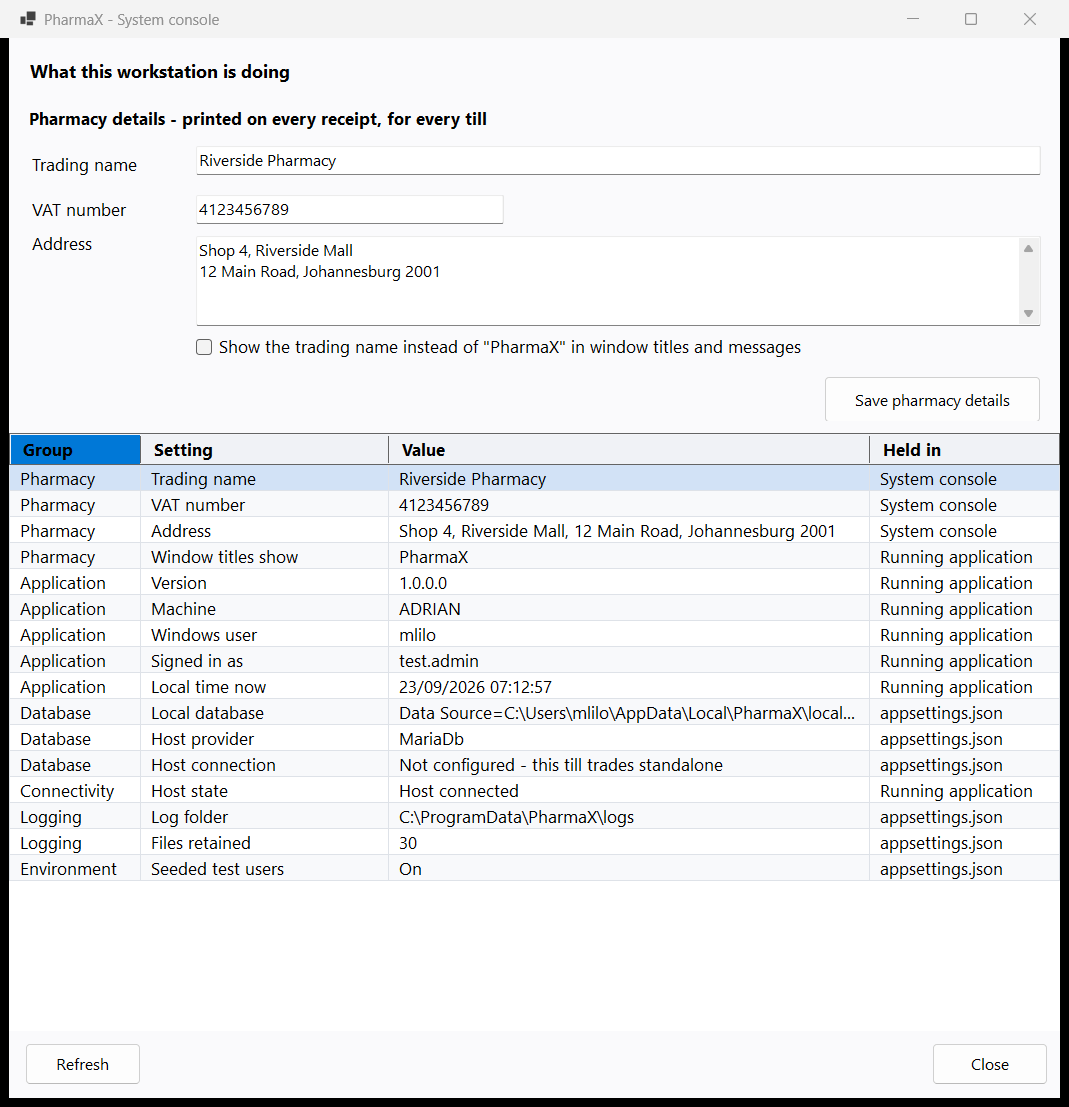 PharmaX - System console
What this workstation is doing
Pharmacy details - printed on every receipt, for every till
Trading name Riverside Pharmacy
VAT number 4123456789
Address Shop 4, Riverside Mall
12 Main Road, Johannesburg 2001
Show the trading name instead of "PharmaX" in window titles and messages
Save pharmacy details
Group Setting Value Held in
Pharmacy Trading name Riverside Pharmacy System console
Pharmacy VAT number 4123456789 System console
Pharmacy Address Shop 4, Riverside Mall, 12 Main Road, Johannesburg 2001 System console
Pharmacy Window titles show PharmaX Running application
Application Version 1.0.0.0 Running application
Application Machine ADRIAN Running application
Application Windows user mlilo Running application
Application Signed in as test.admin Running application
Application Local time now 23/09/2026 07:12:57 Running application
Database Local database Data Source=C:\Users\mlilo\AppData\Local\PharmaX\local... appsettings.json
Database Host provider MariaDb appsettings.json
Database Host connection Not configured - this till trades standalone appsettings.json
Connectivity Host state Host connected Running application
Logging Log folder C:\ProgramData\PharmaX\logs appsettings.json
Logging Files retained 30 appsettings.json
Environment Seeded test users On appsettings.json
Refresh Close